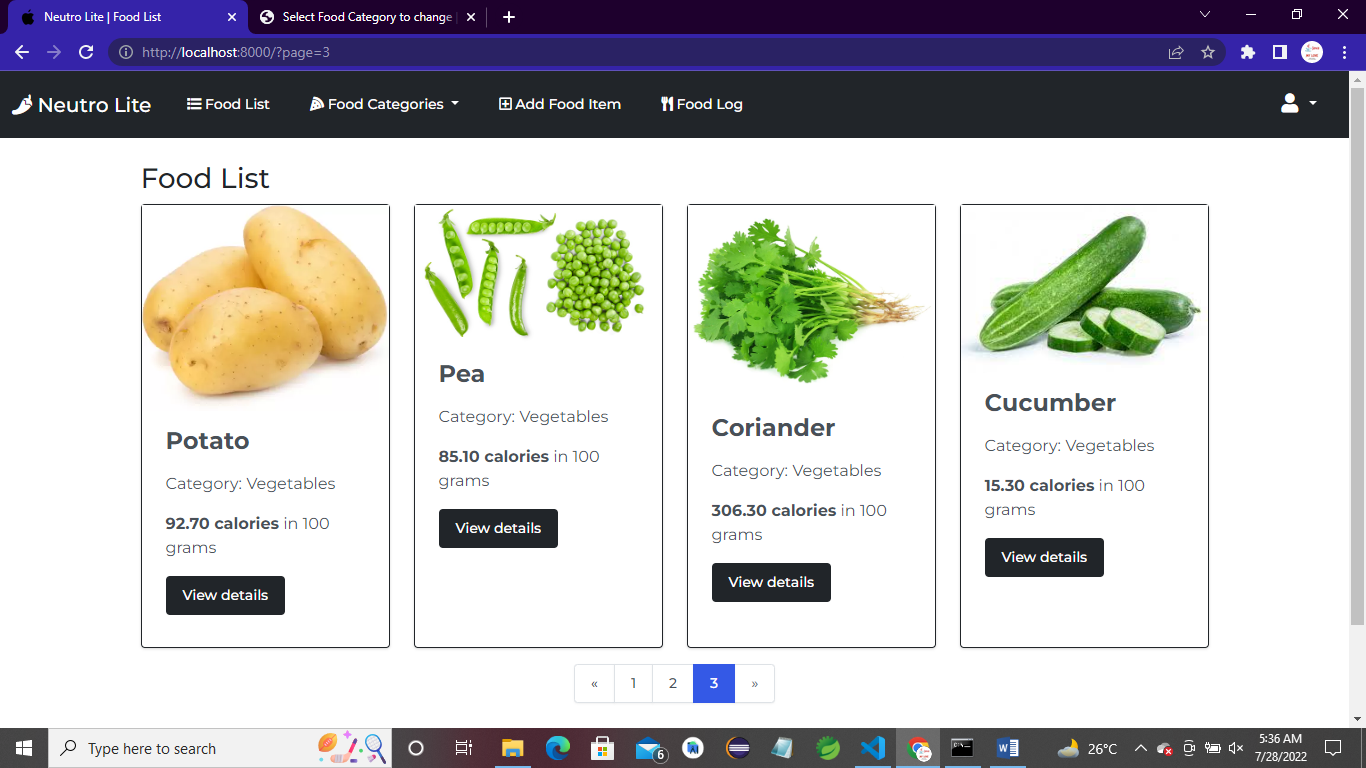 Neutro Lite | Food List
Select Food Category to change
http://localhost:8000/?page=3
Neutro Lite
Food List
Food Categories
Add Food Item
Food Log
Food List
Potato
Category: Vegetables
92.70 calories in 100
grams
View details
Pea
Category: Vegetables
85.10 calories in 100
grams
View details
Coriander
Category: Vegetables
306.30 calories in 100
grams
View details
Cucumber
Category: Vegetables
15.30 calories in 100
grams
View details
« 1 2 3 »
Type here to search
6
26°C
5:36 AM
7/28/2022